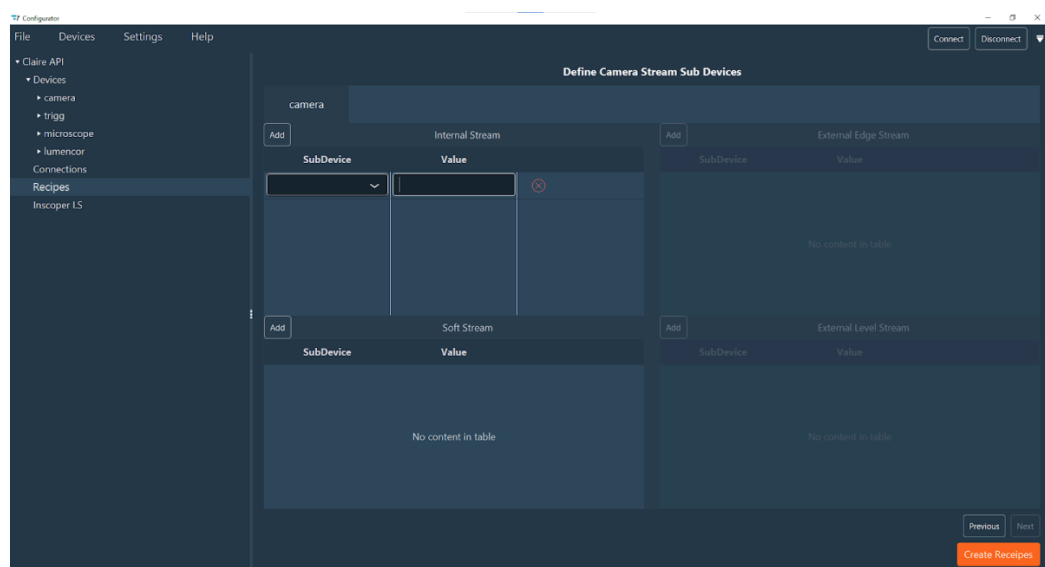 Configurator
File Devices Settings Help
Connect Disconnect
Claire API
Devices
camera
trigg
microscope
lumencor
Connections
Recipes
Inscoper I.S
Define Camera Stream Sub Devices
camera
Add Internal Stream
SubDevice Value
Add External Edge Stream
SubDevice Value
No content in table
Add Soft Stream
SubDevice Value
No content in table
Add External Level Stream
SubDevice Value
No content in table
Previous Next
Create Receipes